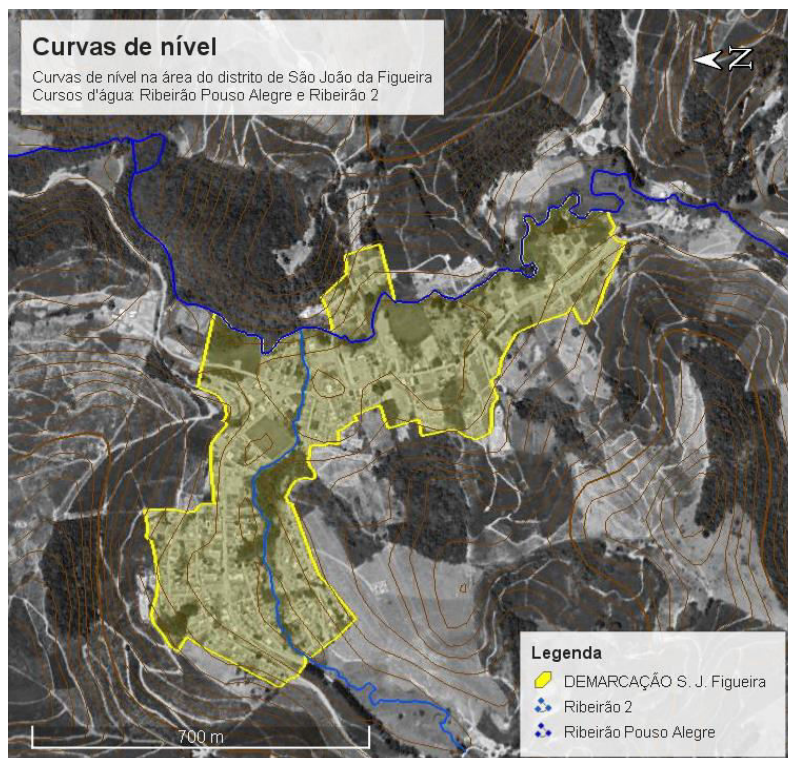 Curvas de nível
Curvas de nível na área do distrito de São João da Figueira
Cursos d'água: Ribeirão Pouso Alegre e Ribeirão 2
N
Legenda
DEMARCAÇÃO S. J. Figueira
Ribeirão 2
Ribeirão Pouso Alegre
700 m